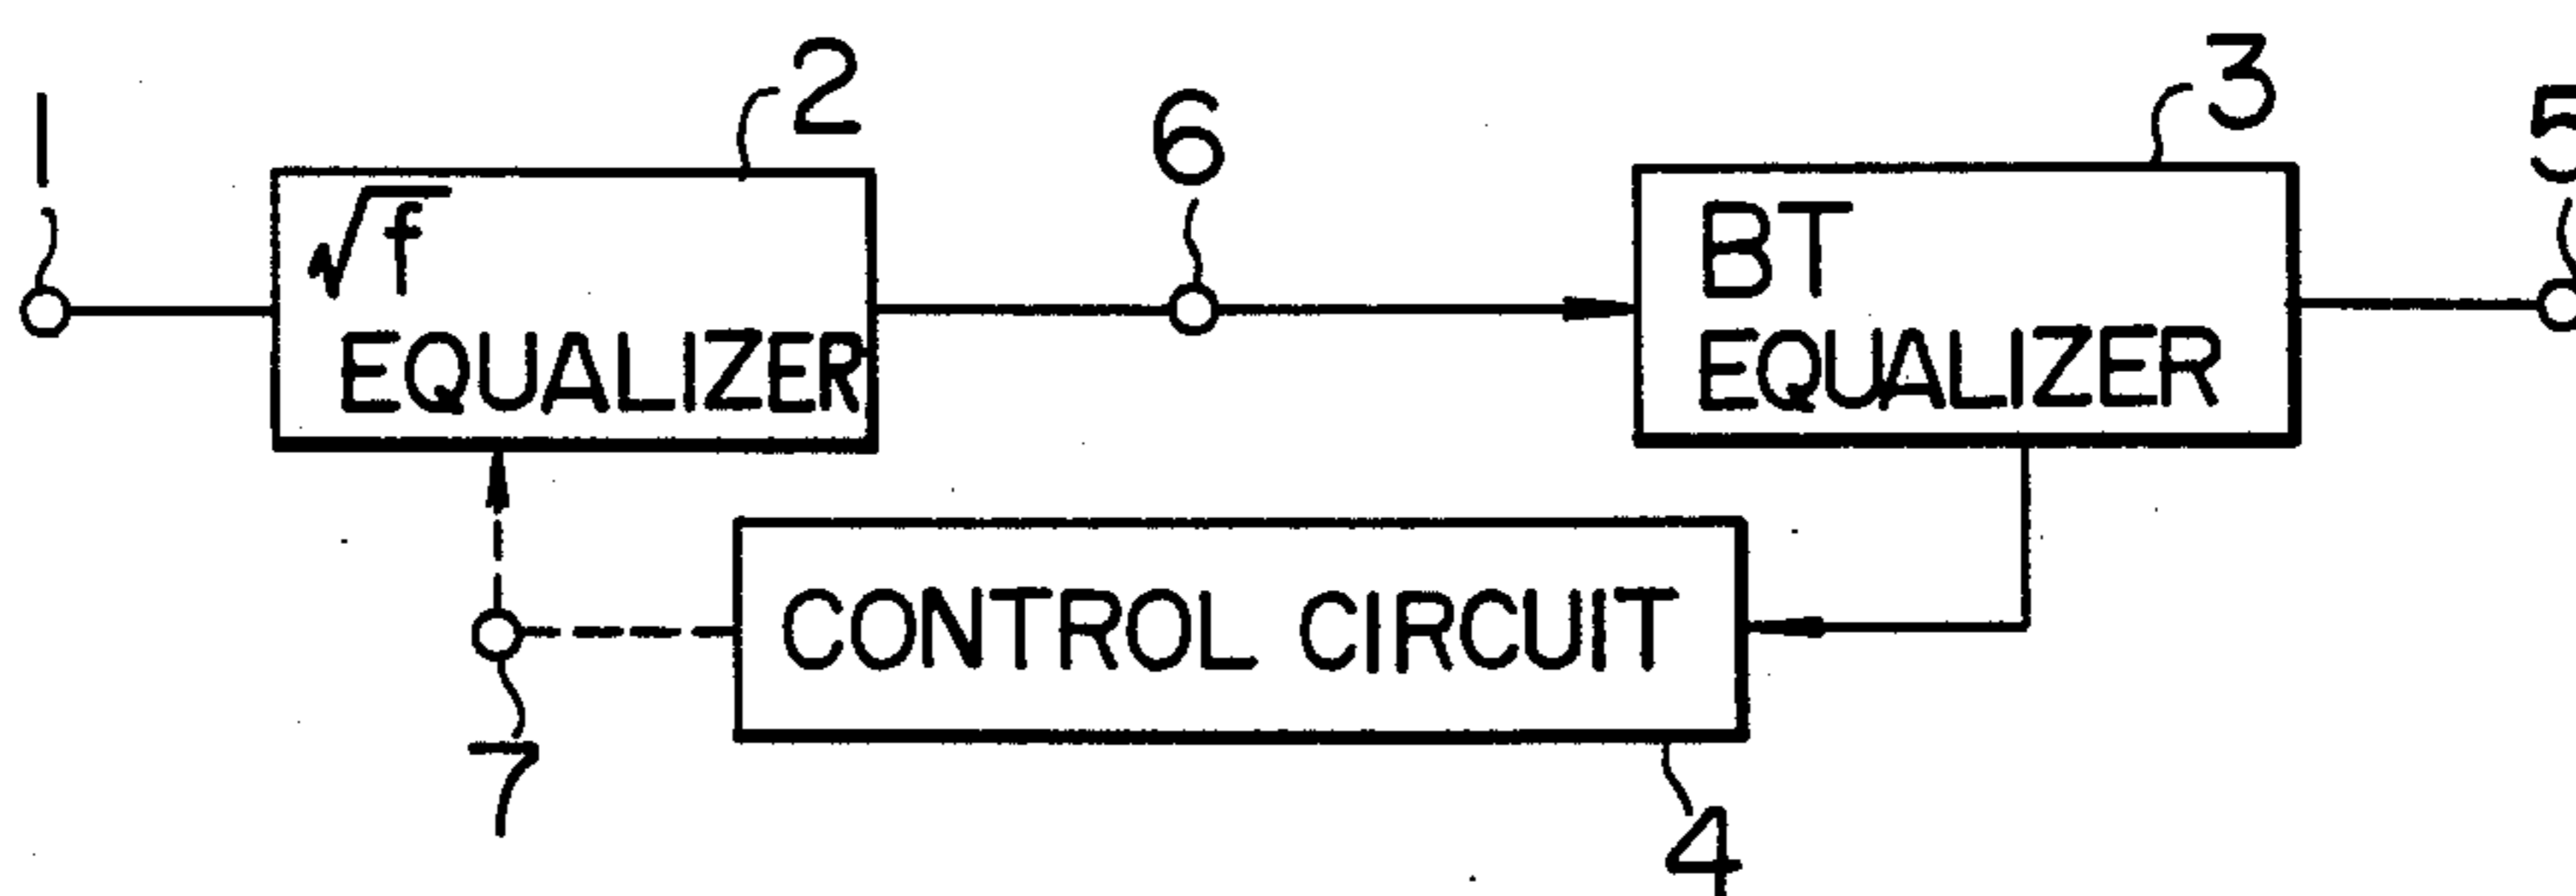 1
2
6
3
5
√f
EQUALIZER
BT
EQUALIZER
CONTROL CIRCUIT
7
4